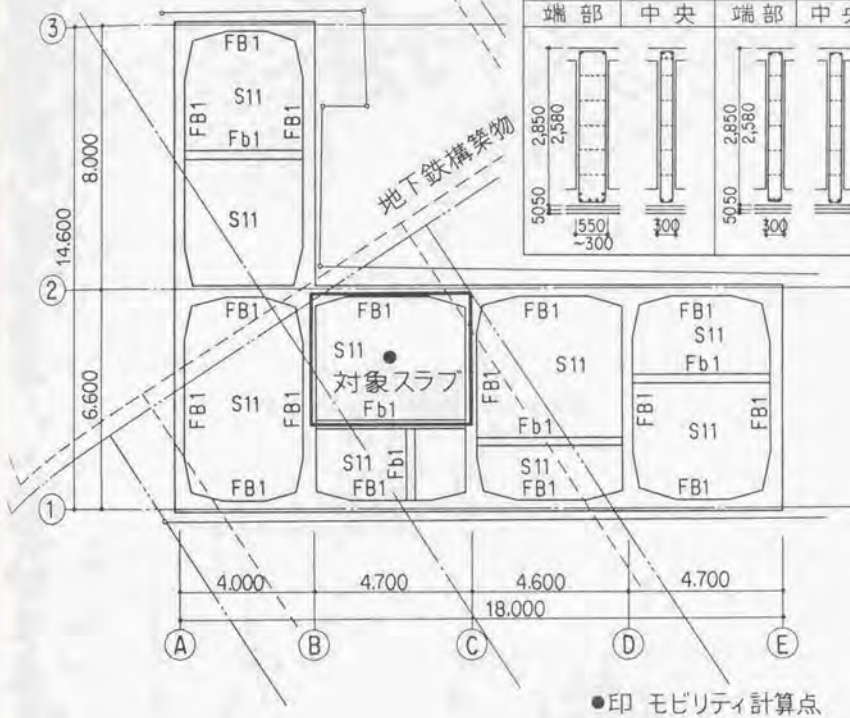 端部 中央 端部 中央
2,850
2,580
5050
550
~300
300
2,850
2,580
5050
300
③
8.000
14.600
②
6.600
①
FB1
S11
FB1 FB1
Fb1
S11
地下鉄構築物
FB1
FB1 S11 FB1
FB1
FB1
S11
対象スラブ
Fb1
S11 Fb1
FB1
FB1
FB1 S11
Fb1
S11
FB1
FB1
S11
Fb1
FB1 S11 FB1
FB1
4.000 4.700 4.600 4.700
18.000
Ⓐ Ⓑ Ⓒ Ⓓ Ⓔ
●印 モビリティ計算点